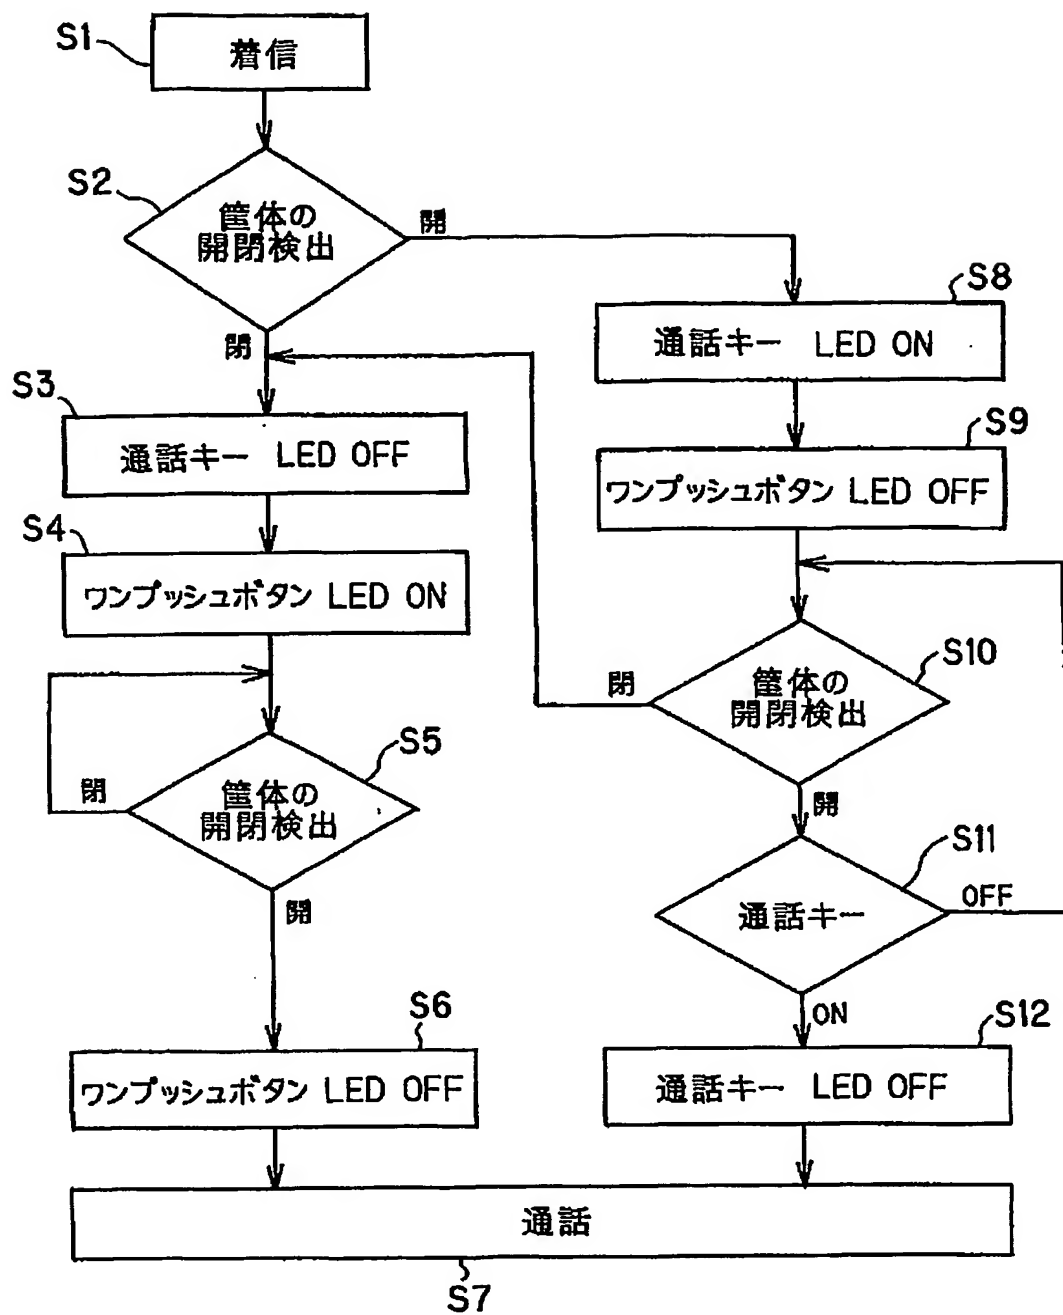 S1
着信
S2
筐体の
開閉検出
開
閉
S3
通話キー LED OFF
S4
ワンプッシュボタン LED ON
S5
筐体の
開閉検出
閉
開
S6
ワンプッシュボタン LED OFF
S8
通話キー LED ON
S9
ワンプッシュボタン LED OFF
S10
筐体の
開閉検出
閉
開
S11
通話キー
OFF
ON
S12
通話キー LED OFF
通話
S7